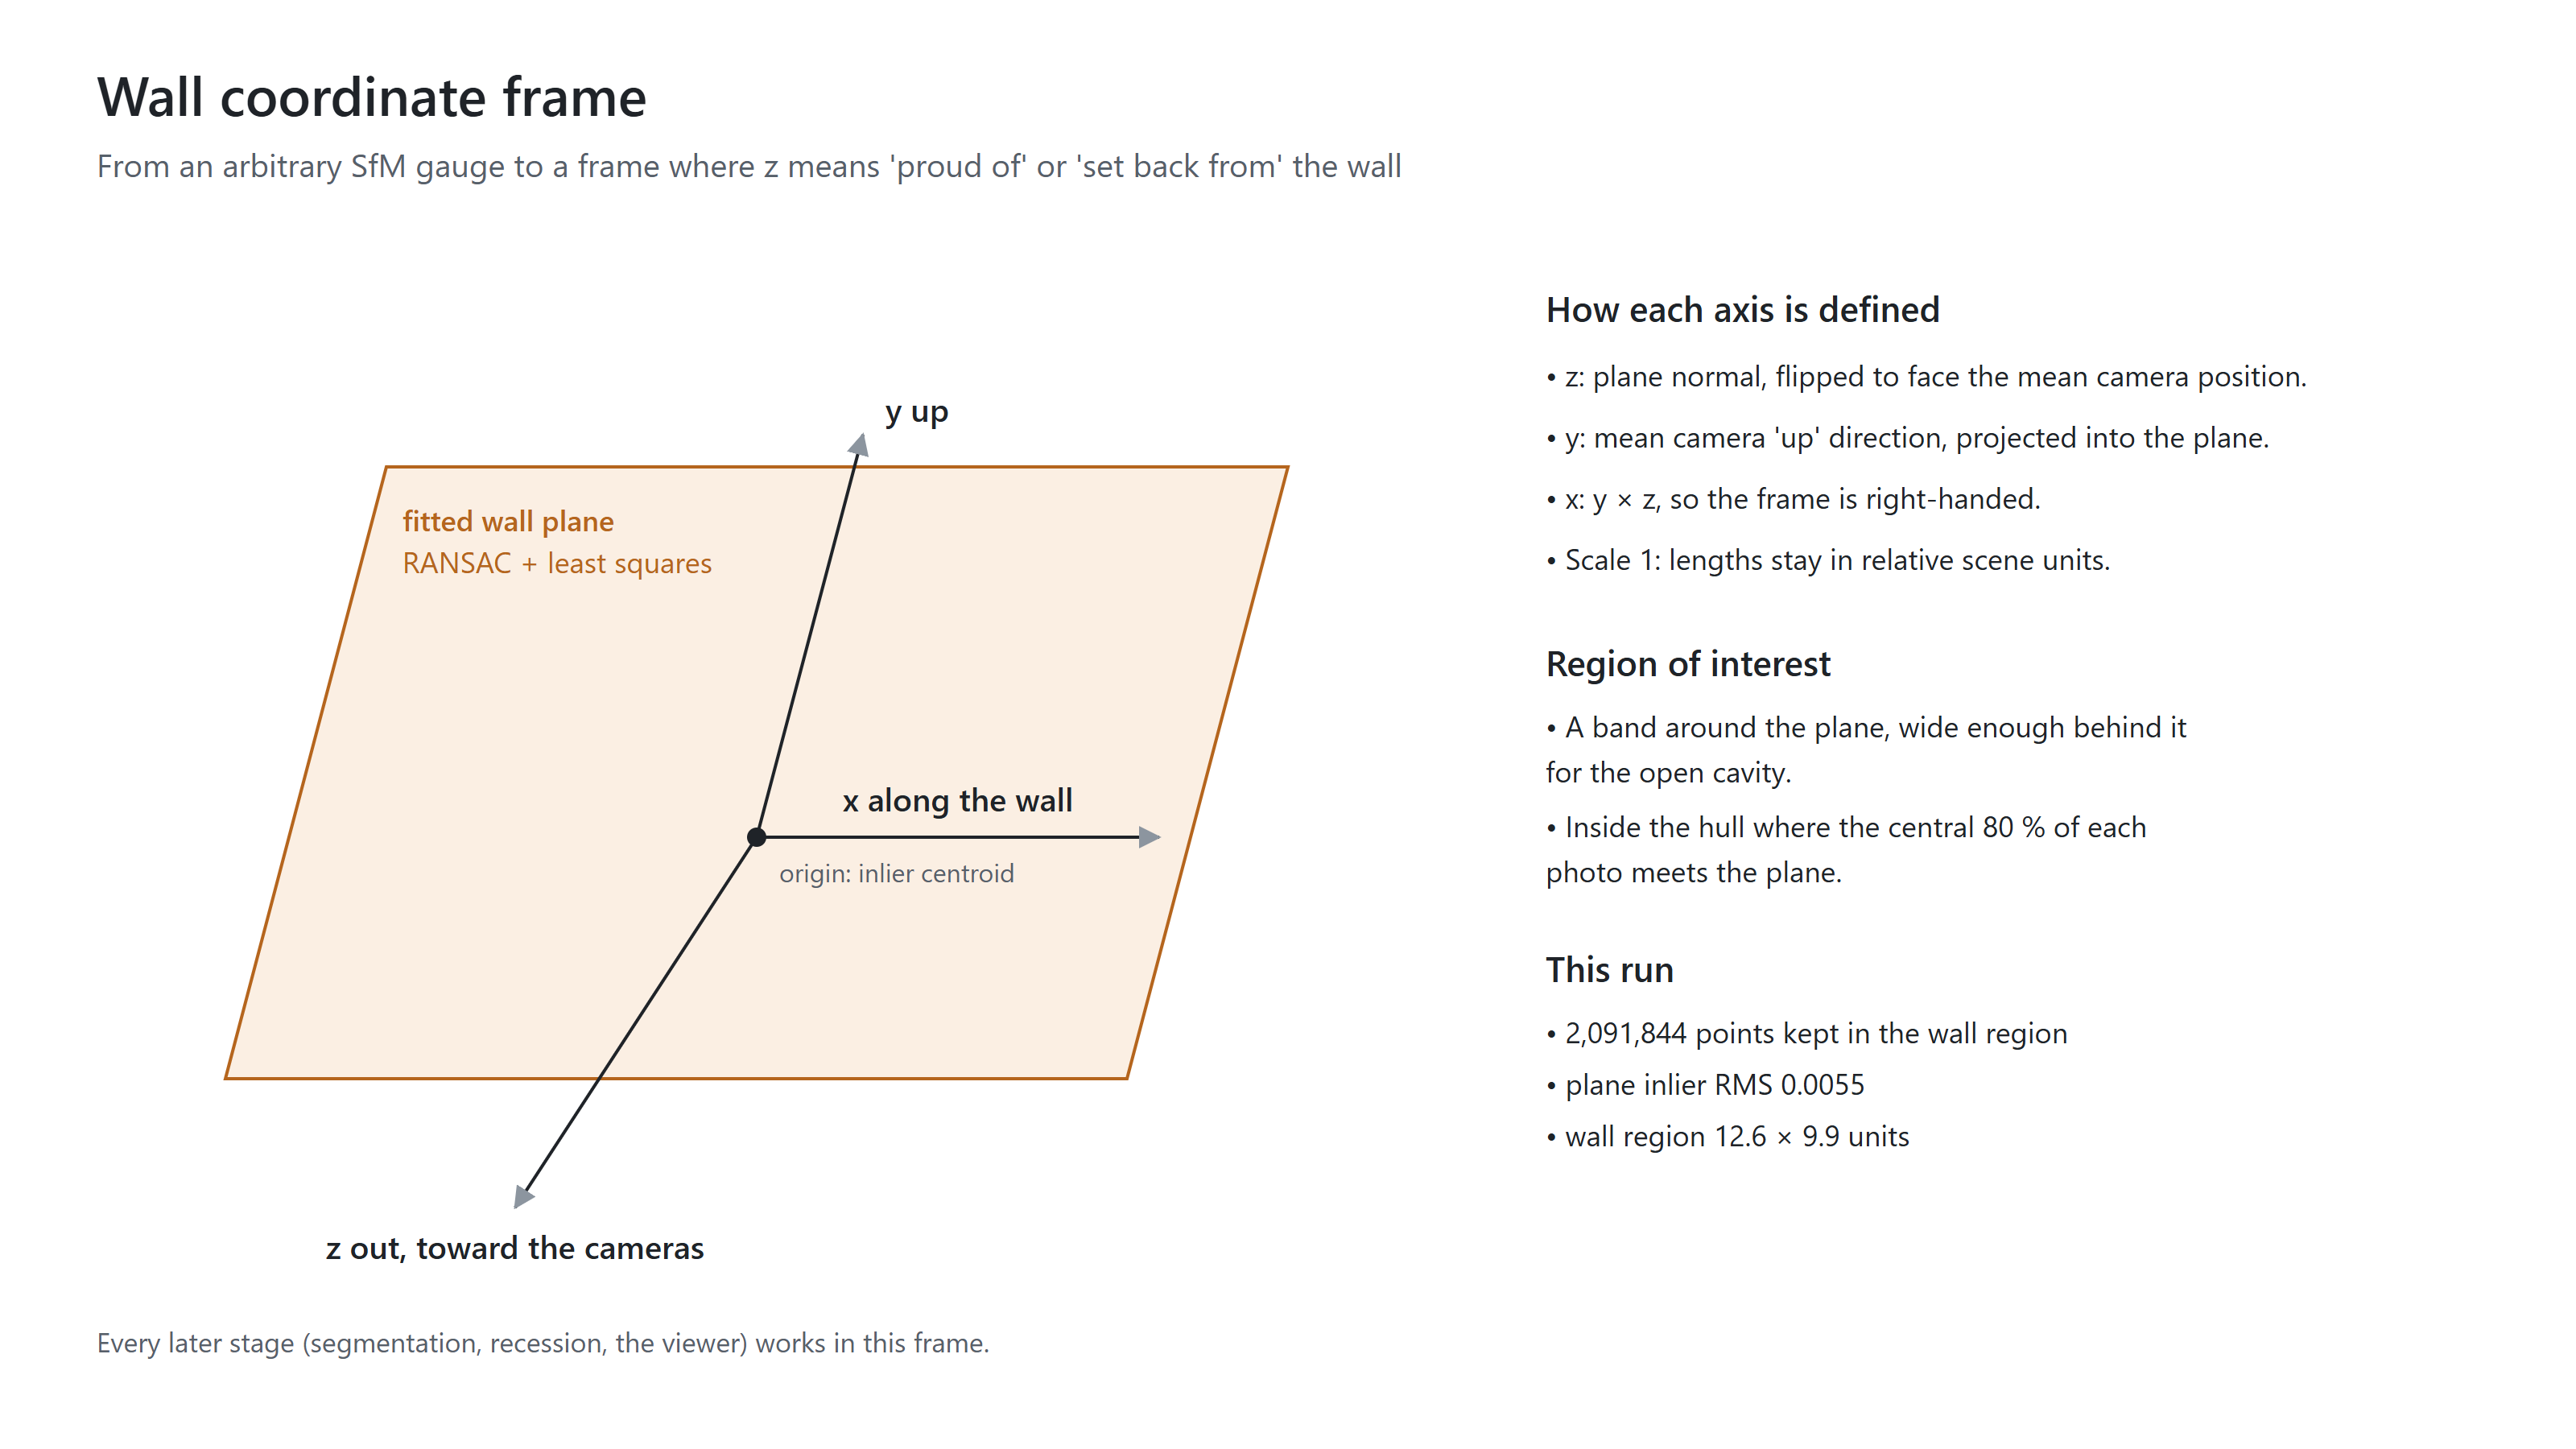 Wall coordinate frame
From an arbitrary SfM gauge to a frame where z means 'proud of' or 'set back from' the wall
y up
fitted wall plane
RANSAC + least squares
x along the wall
origin: inlier centroid
z out, toward the cameras
How each axis is defined
• z: plane normal, flipped to face the mean camera position.
• y: mean camera 'up' direction, projected into the plane.
• x: y × z, so the frame is right-handed.
• Scale 1: lengths stay in relative scene units.
Region of interest
• A band around the plane, wide enough behind it
for the open cavity.
• Inside the hull where the central 80 % of each
photo meets the plane.
This run
• 2,091,844 points kept in the wall region
• plane inlier RMS 0.0055
• wall region 12.6 × 9.9 units
Every later stage (segmentation, recession, the viewer) works in this frame.